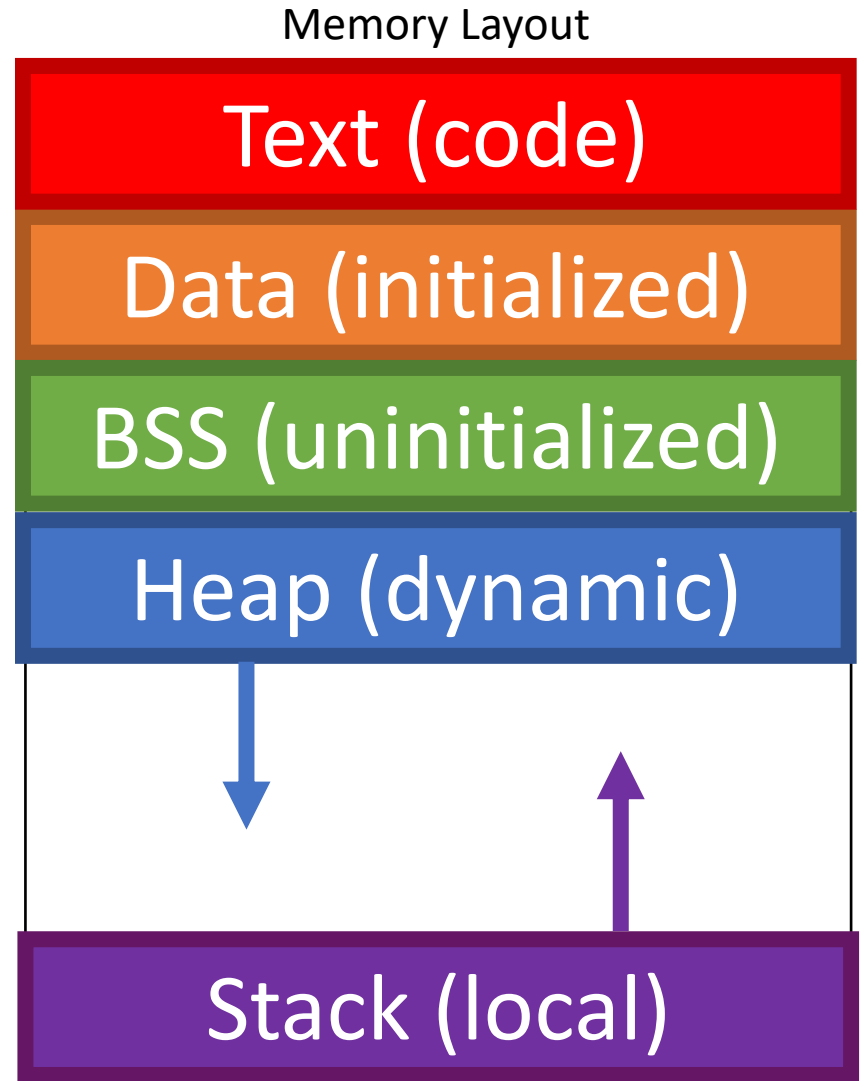 Memory Layout
Text (code)
Data (initialized)
BSS (uninitialized)
Heap (dynamic)
Stack (local)